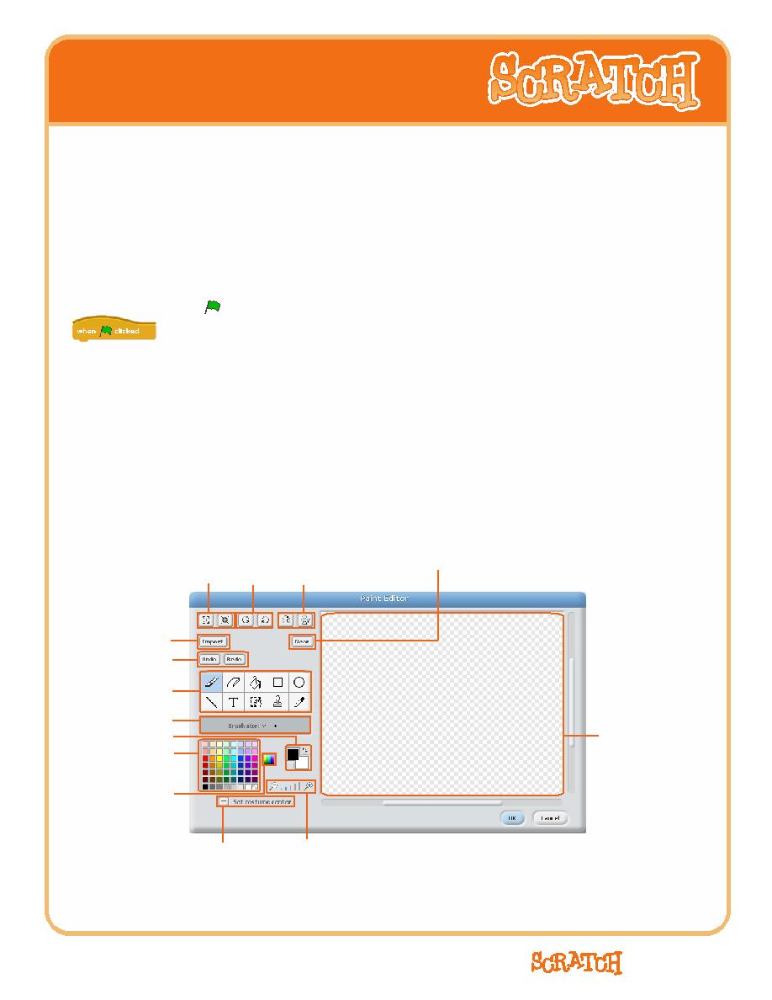 SCRATCH
when clicked
Paint Editor
Import
Clear
Undo Redo
T
Brush size:
Set costume center
OK Cancel
SCRATCH